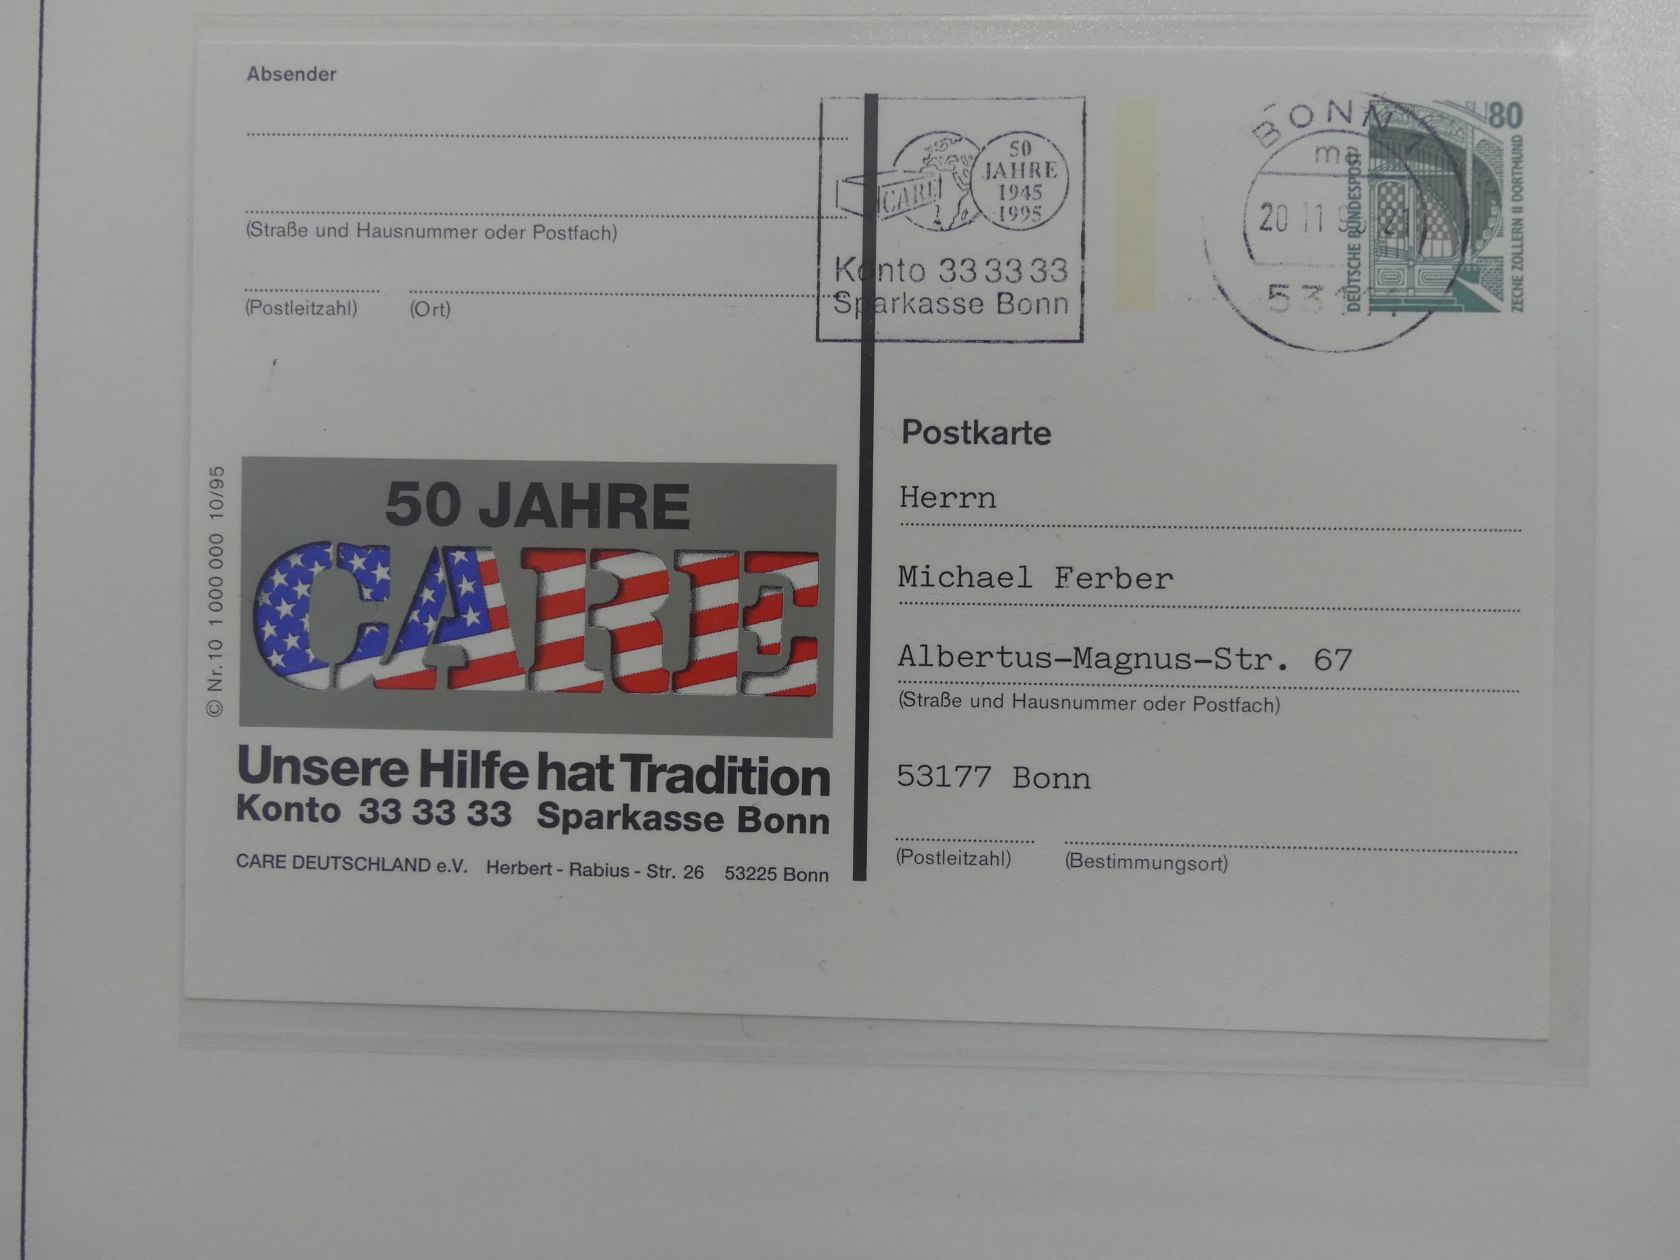 Absender
(Straße und Hausnummer oder Postfach)
(Postleitzahl) (Ort)
CARE
50
JAHRE
1945
1995
Konto 33 33 33
Sparkasse Bonn
BONN
20 11 21
80
DEUTSCHE BUNDESPOST
ZECHE ZOLLERN II DORTMUND
© Nr. 10 1 000 000 10/95
50 JAHRE
CARE
Unsere Hilfe hat Tradition
Konto 33 33 33 Sparkasse Bonn
CARE DEUTSCHLAND e.V. Herbert - Rabius - Str. 26 53225 Bonn
Postkarte
Herrn
Michael Ferber
Albertus-Magnus-Str. 67
(Straße und Hausnummer oder Postfach)
53177 Bonn
(Postleitzahl) (Bestimmungsort)